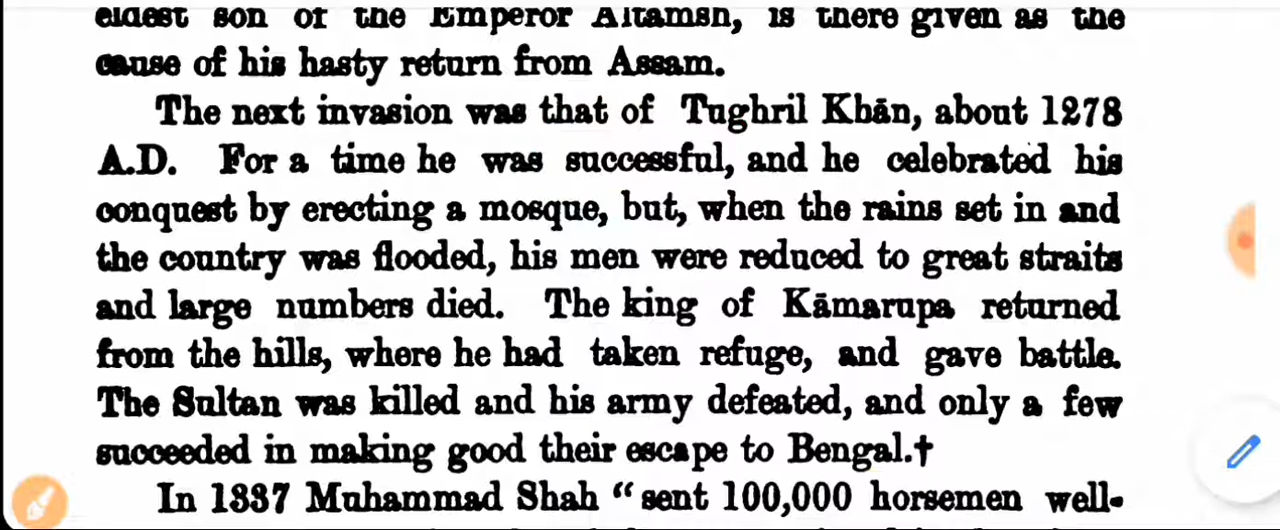 eldest son of the Emperor Altamsh, is there given as the
cause of his hasty return from Assam.
The next invasion was that of Tughril Khān, about 1278
A.D. For a time he was successful, and he celebrated his
conquest by erecting a mosque, but, when the rains set in and
the country was flooded, his men were reduced to great straits
and large numbers died. The king of Kāmarupa returned
from the hills, where he had taken refuge, and gave battle.
The Sultan was killed and his army defeated, and only a few
succeeded in making good their escape to Bengal.†
In 1337 Muhammad Shah “sent 100,000 horsemen well-